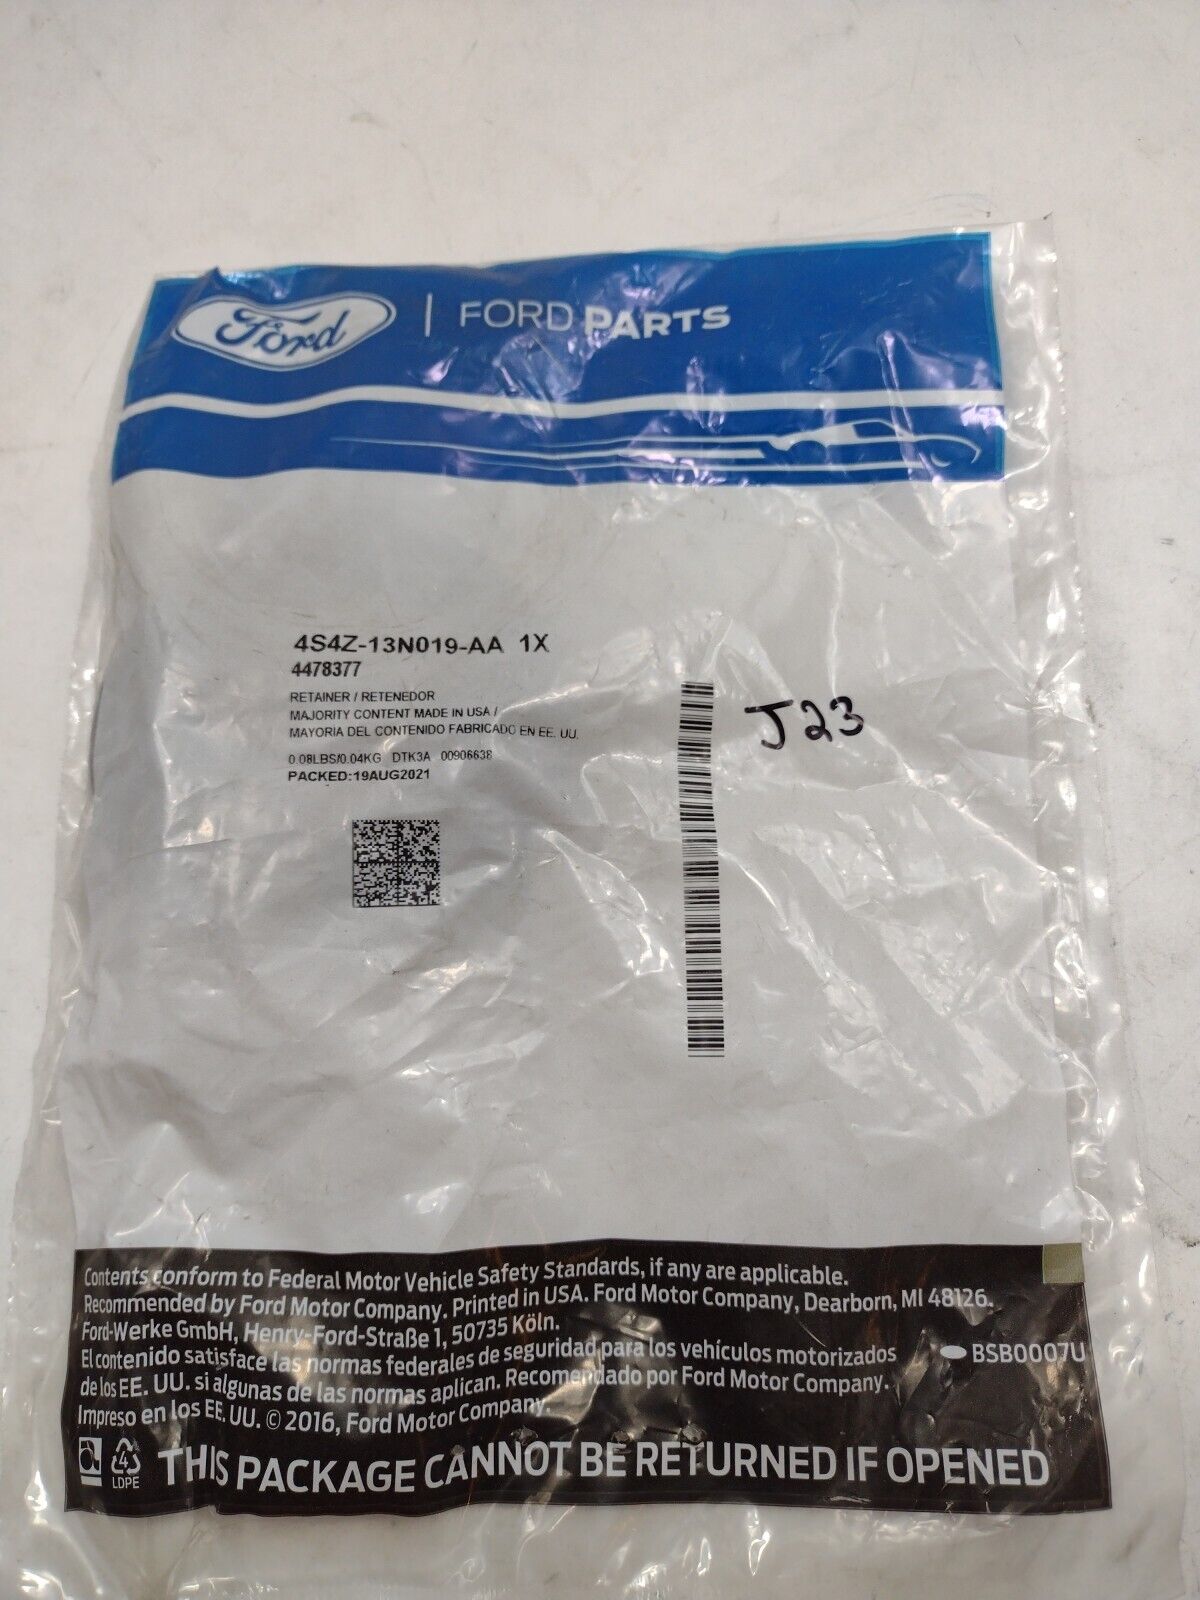 Ford | FORD PARTS
4S4Z-13N019-AA 1X
4478377
RETAINER / RETENEDOR
MAJORITY CONTENT MADE IN USA /
MAYORIA DEL CONTENIDO FABRICADO EN EE. UU.
0.08LBS/0.04KG DTK3A 00906638
PACKED:19AUG2021
J23
Contents conform to Federal Motor Vehicle Safety Standards, if any are applicable.
Recommended by Ford Motor Company. Printed in USA. Ford Motor Company, Dearborn, MI 48126.
Ford-Werke GmbH, Henry-Ford-Straße 1, 50735 Köln.
El contenido satisface las normas federales de seguridad para los vehículos motorizados
de los EE. UU. si algunas de las normas aplican. Recomendado por Ford Motor Company.
Impreso en los EE. UU. © 2016, Ford Motor Company.
BSB0007U
4
LDPE
THIS PACKAGE CANNOT BE RETURNED IF OPENED